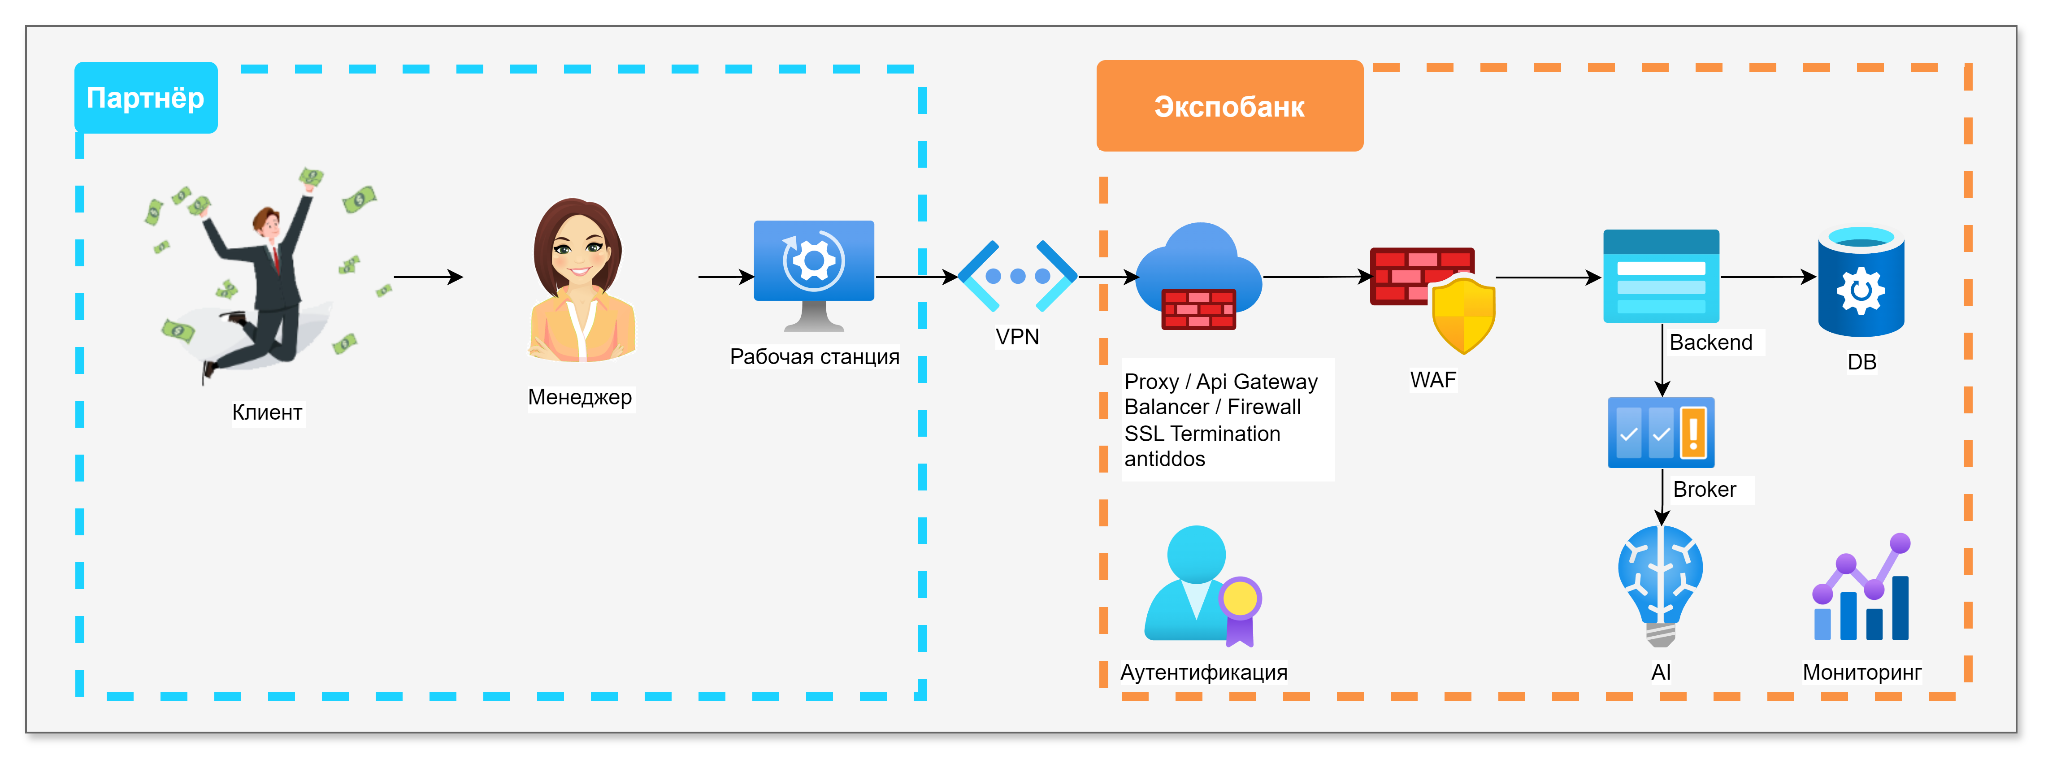 Партнёр
Экспобанк
Клиент
Менеджер
Рабочая станция
VPN
Proxy / Api Gateway
Balancer / Firewall
SSL Termination
antiddos
WAF
Backend
DB
Broker
Аутентификация
AI
Мониторинг